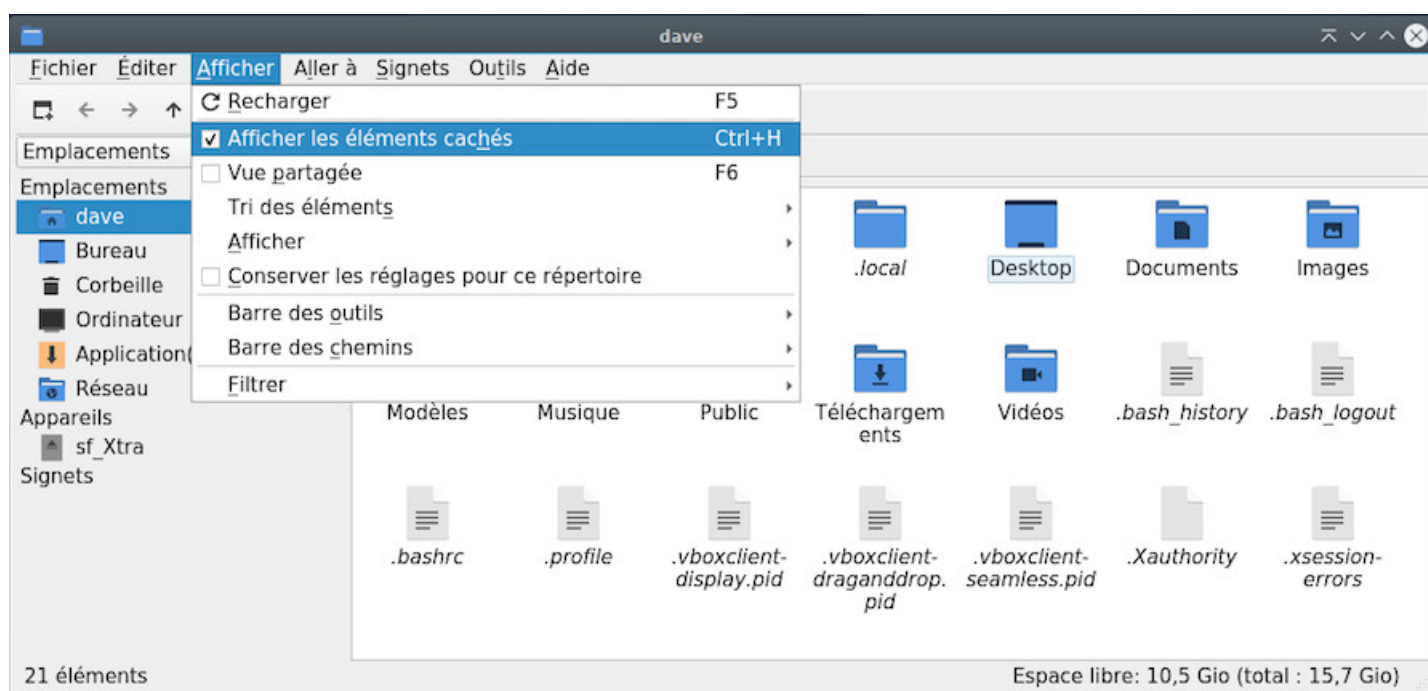 dave
Fichier Éditer Afficher Aller à Signets Outils Aide
Recharger F5
Afficher les éléments cachés Ctrl+H
Vue partagée F6
Tri des éléments
Afficher
Conserver les réglages pour ce répertoire
Barre des outils
Barre des chemins
Filtrer
Emplacements
Emplacements
dave
Bureau
Corbeille
Ordinateur
Application(
Réseau
Appareils
sf_Xtra
Signets
.local Desktop Documents Images
Modèles Musique Public Téléchargem
ents Vidéos .bash_history .bash_logout
.bashrc .profile .vboxclient-
display.pid .vboxclient-
draganddrop.
pid .vboxclient-
seamless.pid .Xauthority .xsession-
errors
21 éléments Espace libre: 10,5 Gio (total : 15,7 Gio)